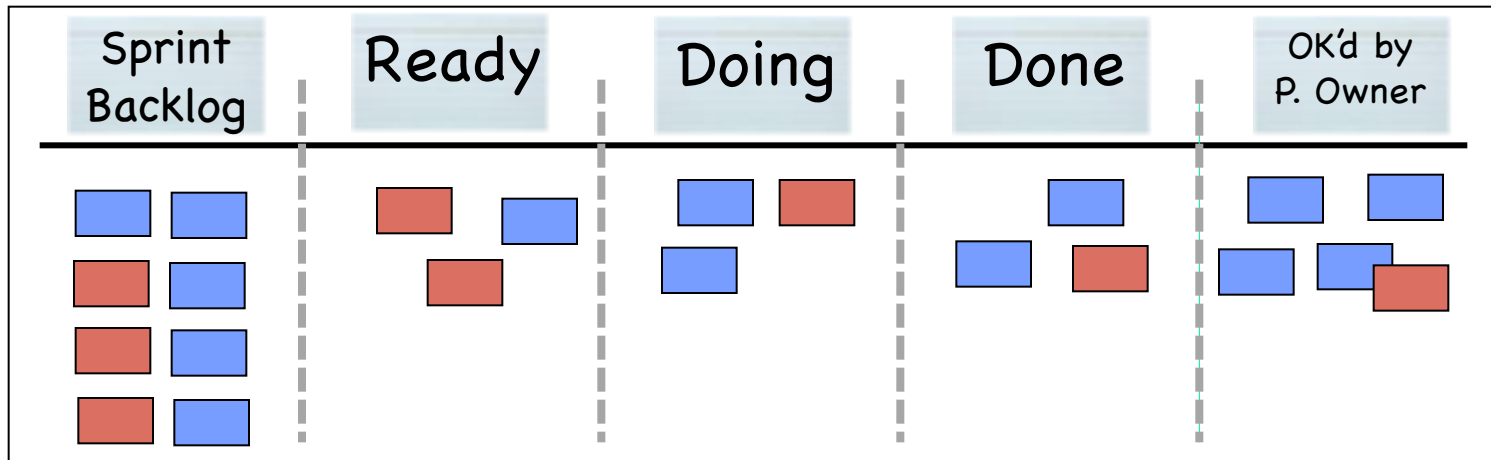 Sprint
Backlog
Ready
Doing
Done
OK'd by
P. Owner